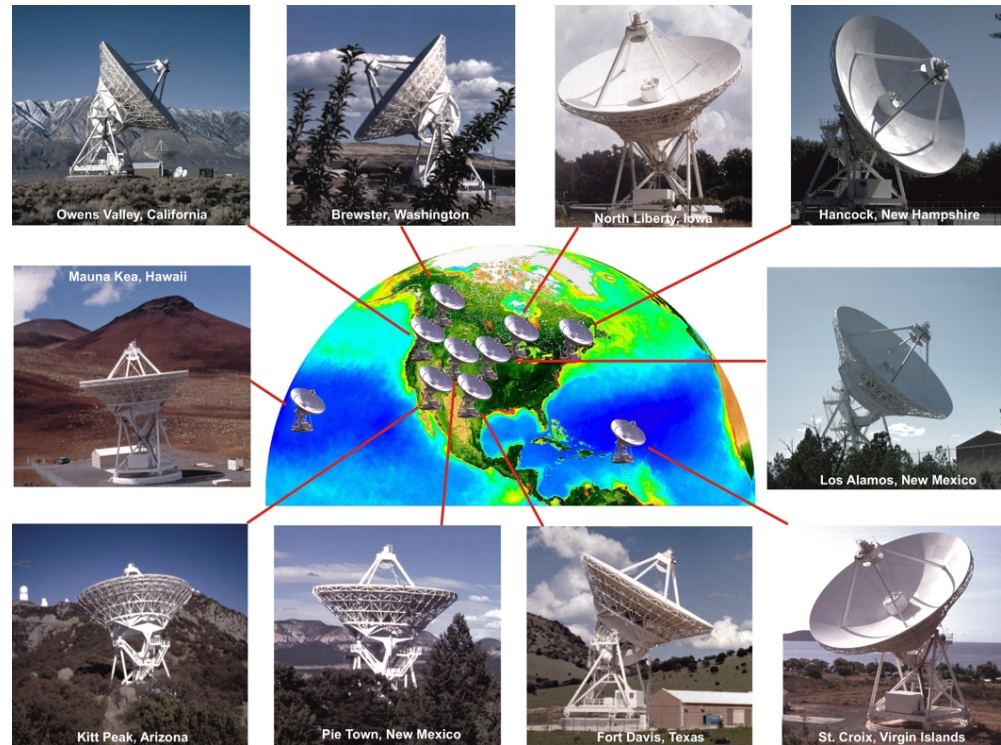 Owens Valley, California
Brewster, Washington
North Liberty, Iowa
Hancock, New Hampshire
Mauna Kea, Hawaii
Los Alamos, New Mexico
Kitt Peak, Arizona
Pie Town, New Mexico
Fort Davis, Texas
St. Croix, Virgin Islands